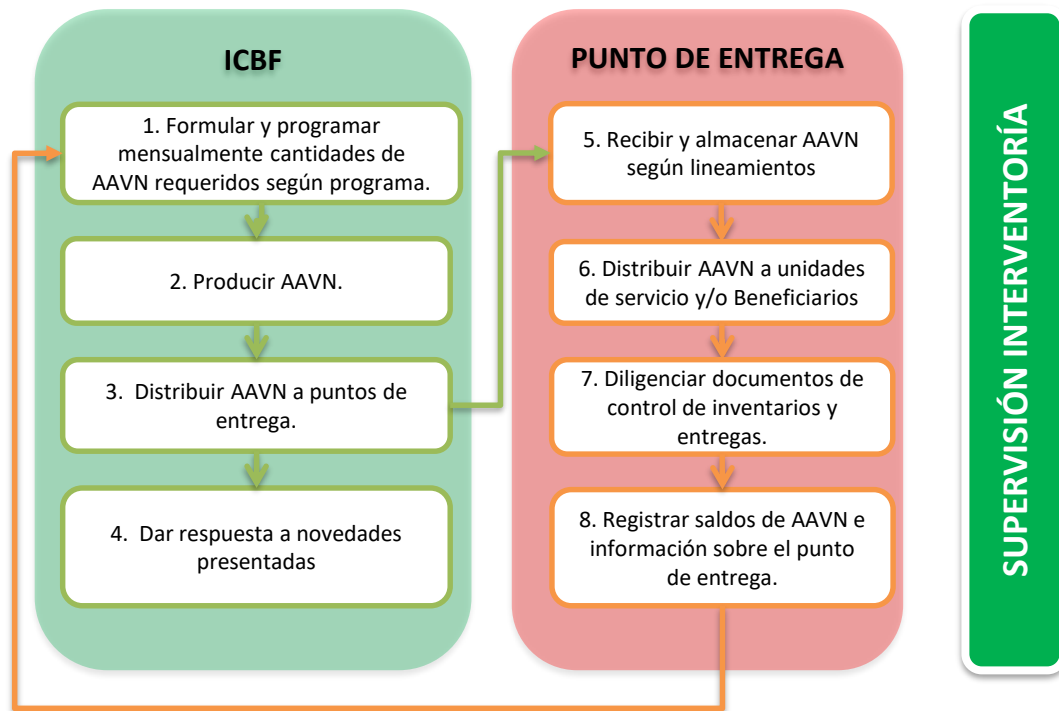 ICBF
1. Formular y programar
mensualmente cantidades de
AAVN requeridos según programa.
2. Producir AAVN.
3. Distribuir AAVN a puntos de
entrega.
4. Dar respuesta a novedades
presentadas
PUNTO DE ENTREGA
5. Recibir y almacenar AAVN
según lineamientos
6. Distribuir AAVN a unidades
de servicio y/o Beneficiarios
7. Diligenciar documentos de
control de inventarios y
entregas.
8. Registrar saldos de AAVN e
información sobre el punto
de entrega.
SUPERVISIÓN INTERVENTORÍA